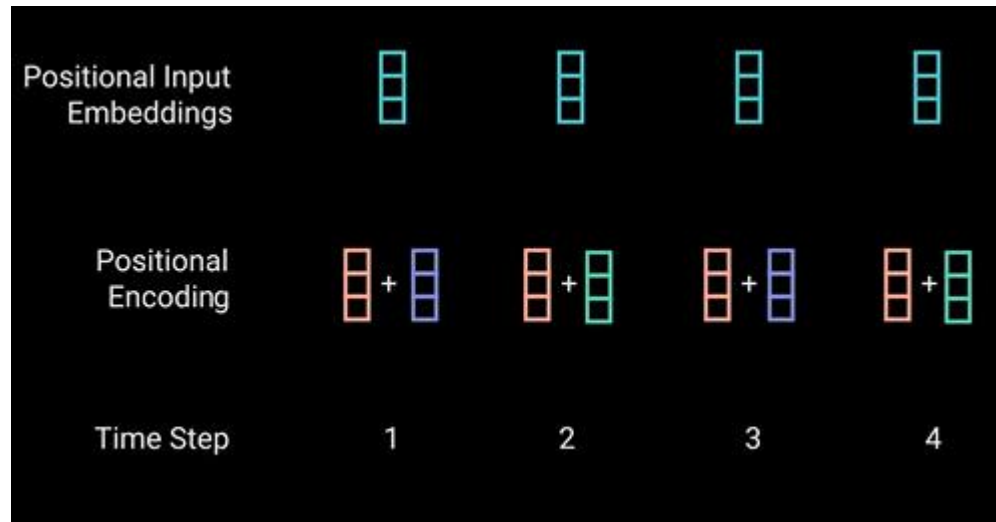 Positional Input
Embeddings
Positional
Encoding
+ + + +
Time Step 1 2 3 4